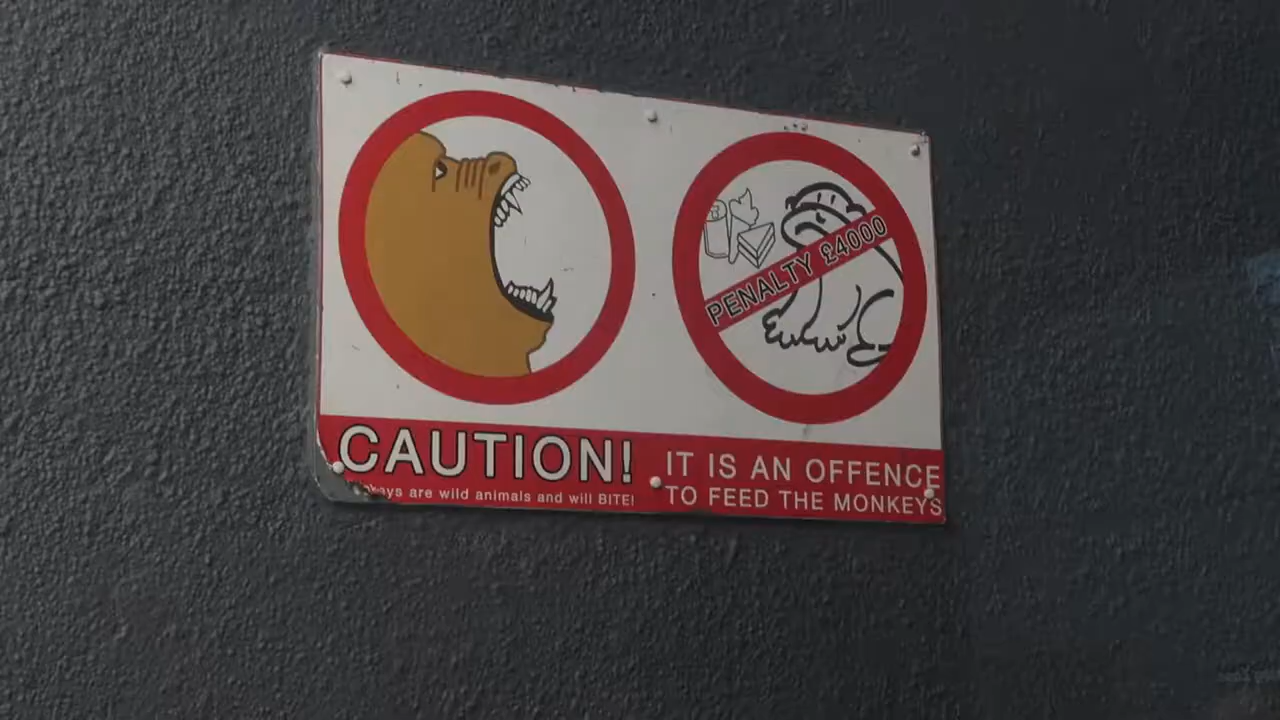 PENALTY £4000
CAUTION!
are wild animals and will BITE!
IT IS AN OFFENCE
TO FEED THE MONKEYS